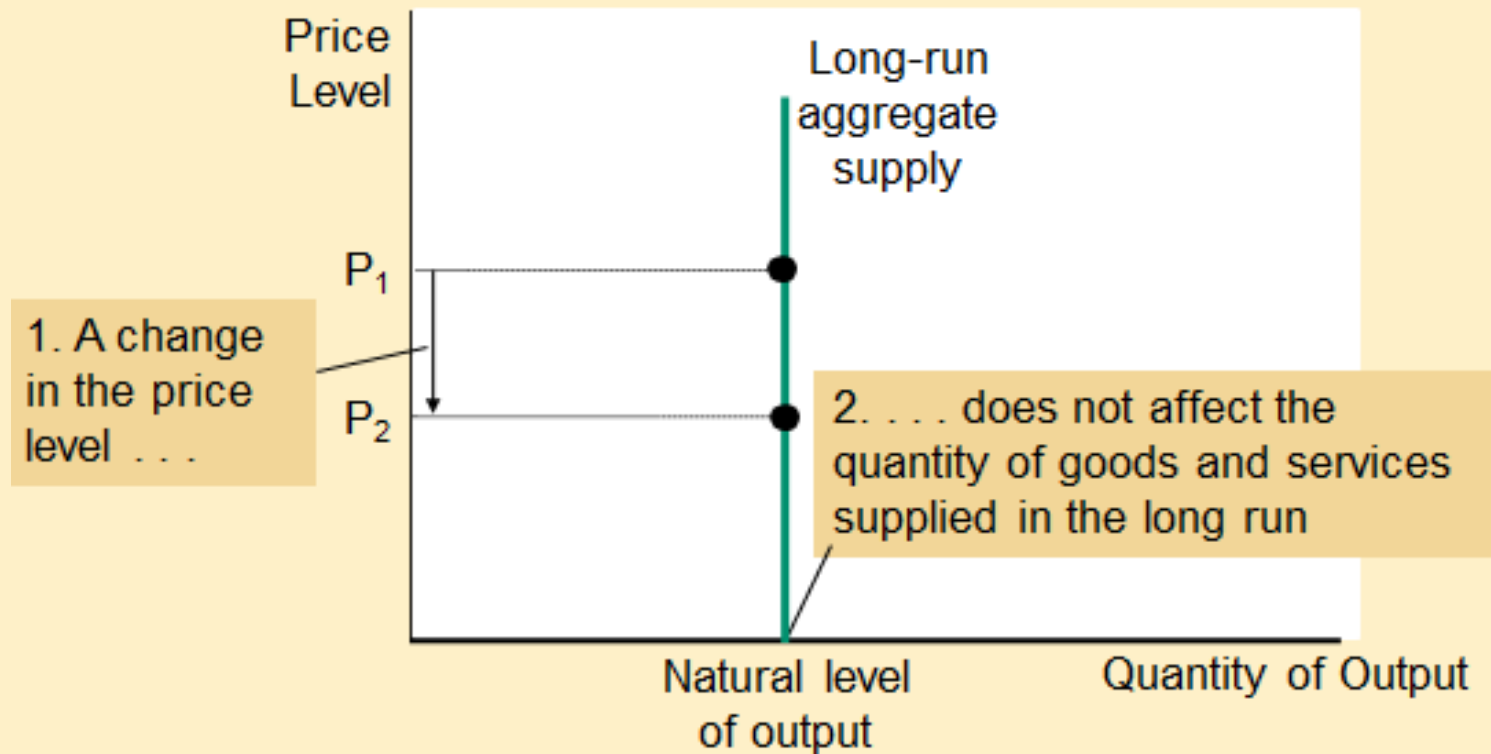 Price
Level
Long-run
aggregate
supply
P₁
1. A change
in the price
level . . .
P₂
2. . . . does not affect the
quantity of goods and services
supplied in the long run
Natural level
of output
Quantity of Output